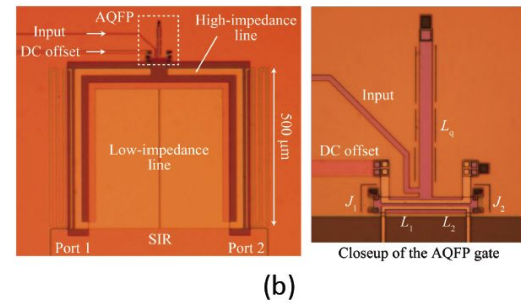 AQFP
Input
High-impedance
line
DC offset
Low-impedance
line
500 μm
Port 1
SIR
Port 2
Input
Lq
DC offset
J1
J2
L1
L2
Closeup of the AQFP gate
(b)